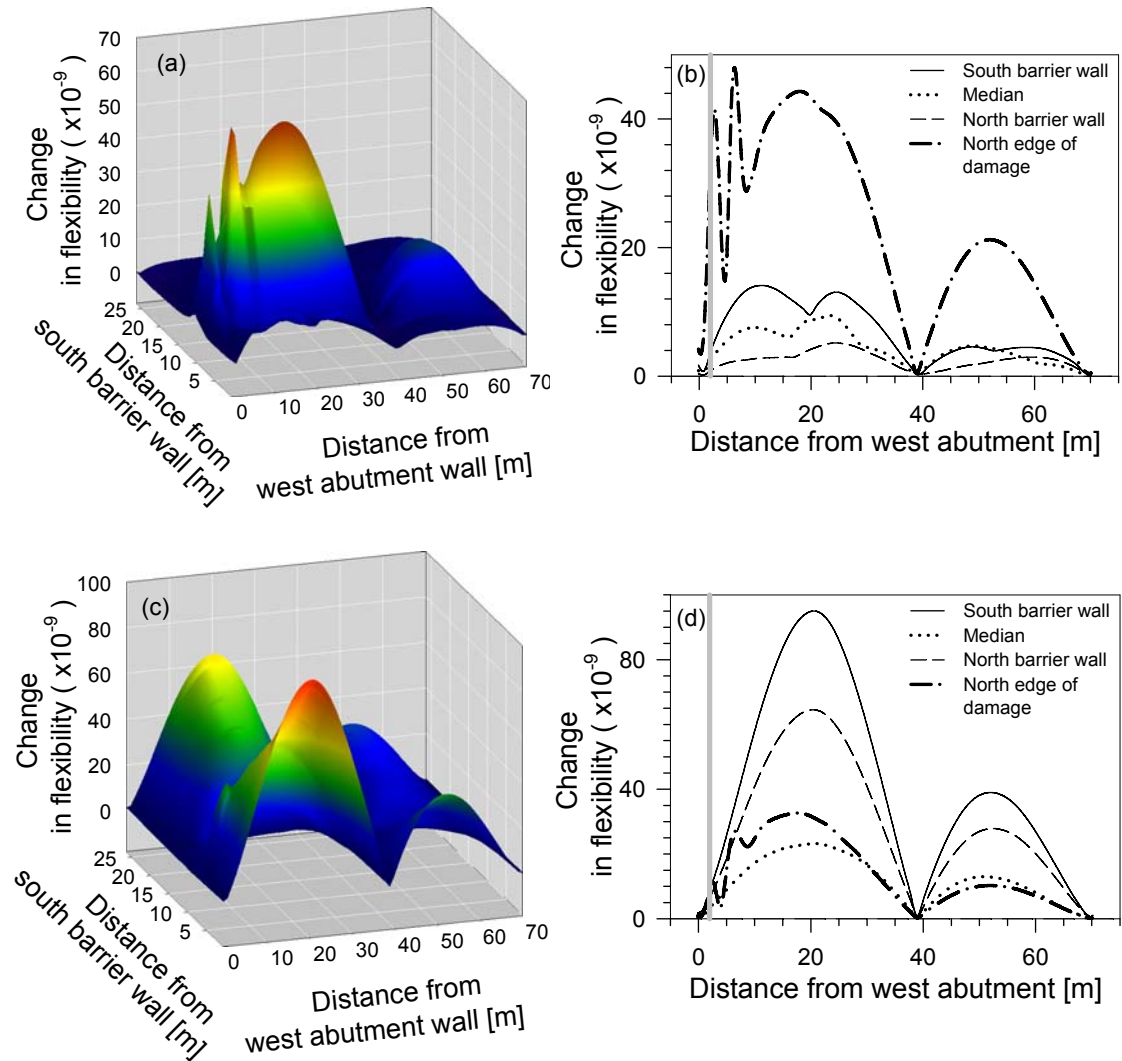 (a)
Change
in flexibility ( x10-9 )
70
60
50
40
30
20
10
0
25
20
15
10
5
Distance from
south barrier wall [m]
0 10 20 30 40 50 60 70
Distance from
west abutment wall [m]
(b)
Change
in flexibility ( x10-9 )
40
20
0
South barrier wall
Median
North barrier wall
North edge of
damage
0 20 40 60
Distance from west abutment [m]
(c)
Change
in flexibility ( x10-9 )
100
80
60
40
20
0
25
20
15
10
5
Distance from
south barrier wall [m]
0 10 20 30 40 50 60 70
Distance from
west abutment wall [m]
(d)
Change
in flexibility ( x10-9 )
80
40
0
South barrier wall
Median
North barrier wall
North edge of
damage
0 20 40 60
Distance from west abutment [m]